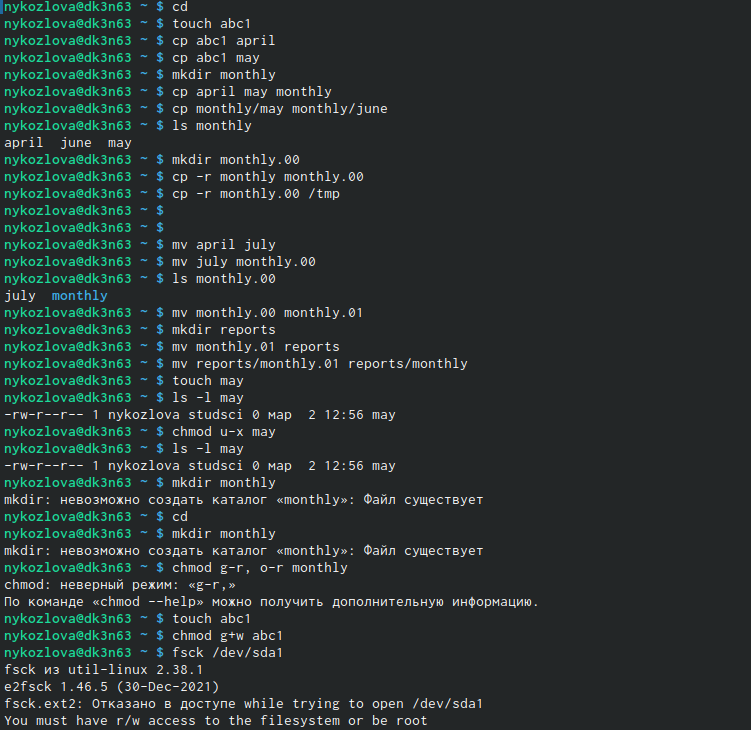 nykozlova@dk3n63 ~ $ cd
nykozlova@dk3n63 ~ $ touch abc1
nykozlova@dk3n63 ~ $ cp abc1 april
nykozlova@dk3n63 ~ $ cp abc1 may
nykozlova@dk3n63 ~ $ mkdir monthly
nykozlova@dk3n63 ~ $ cp april may monthly
nykozlova@dk3n63 ~ $ cp monthly/may monthly/june
nykozlova@dk3n63 ~ $ ls monthly
april  june  may
nykozlova@dk3n63 ~ $ mkdir monthly.00
nykozlova@dk3n63 ~ $ cp -r monthly monthly.00
nykozlova@dk3n63 ~ $ cp -r monthly.00 /tmp
nykozlova@dk3n63 ~ $
nykozlova@dk3n63 ~ $
nykozlova@dk3n63 ~ $ mv april july
nykozlova@dk3n63 ~ $ mv july monthly.00
nykozlova@dk3n63 ~ $ ls monthly.00
july  monthly
nykozlova@dk3n63 ~ $ mv monthly.00 monthly.01
nykozlova@dk3n63 ~ $ mkdir reports
nykozlova@dk3n63 ~ $ mv monthly.01 reports
nykozlova@dk3n63 ~ $ mv reports/monthly.01 reports/monthly
nykozlova@dk3n63 ~ $ touch may
nykozlova@dk3n63 ~ $ ls -l may
-rw-r--r-- 1 nykozlova studsci 0 мар  2 12:56 may
nykozlova@dk3n63 ~ $ chmod u-x may
nykozlova@dk3n63 ~ $ ls -l may
-rw-r--r-- 1 nykozlova studsci 0 мар  2 12:56 may
nykozlova@dk3n63 ~ $ mkdir monthly
mkdir: невозможно создать каталог «monthly»: Файл существует
nykozlova@dk3n63 ~ $ cd
nykozlova@dk3n63 ~ $ mkdir monthly
mkdir: невозможно создать каталог «monthly»: Файл существует
nykozlova@dk3n63 ~ $ chmod g-r, o-r monthly
chmod: неверный режим: «g-r,»
По команде «chmod --help» можно получить дополнительную информацию.
nykozlova@dk3n63 ~ $ touch abc1
nykozlova@dk3n63 ~ $ chmod g+w abc1
nykozlova@dk3n63 ~ $ fsck /dev/sda1
fsck из util-linux 2.38.1
e2fsck 1.46.5 (30-Dec-2021)
fsck.ext2: Отказано в доступе while trying to open /dev/sda1
You must have r/w access to the filesystem or be root